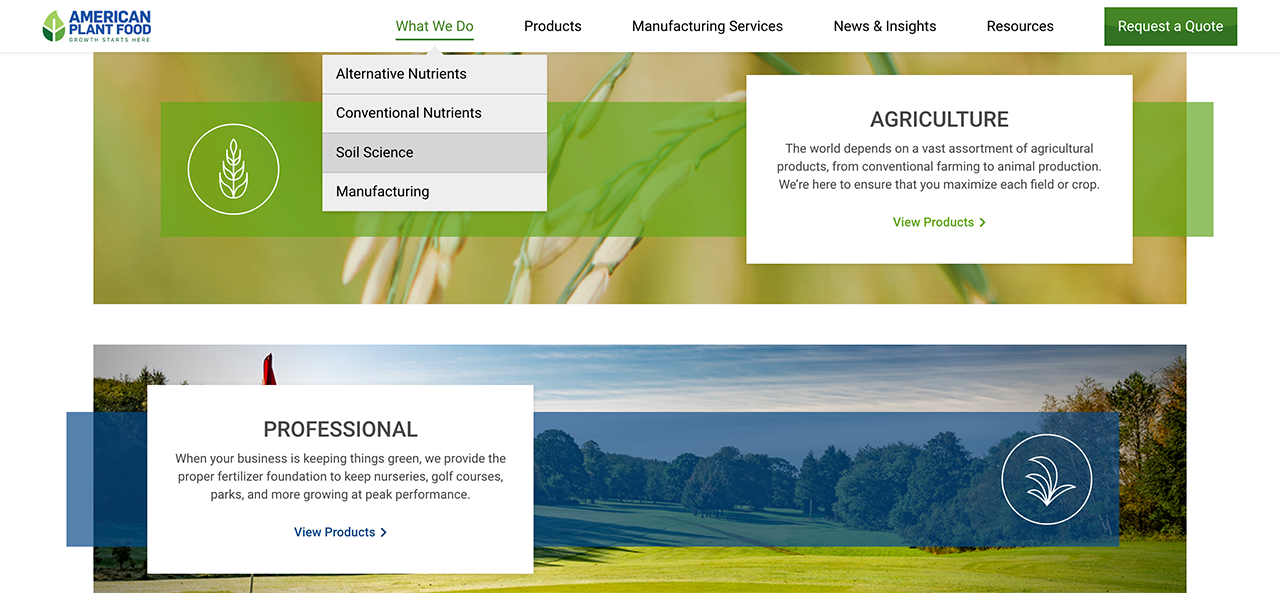 AMERICAN
PLANT FOOD
GROWTH STARTS HERE
What We Do
Products
Manufacturing Services
News & Insights
Resources
Request a Quote
Alternative Nutrients
Conventional Nutrients
Soil Science
Manufacturing
AGRICULTURE
The world depends on a vast assortment of agricultural
products, from conventional farming to animal production.
We’re here to ensure that you maximize each field or crop.
View Products
PROFESSIONAL
When your business is keeping things green, we provide the
proper fertilizer foundation to keep nurseries, golf courses,
parks, and more growing at peak performance.
View Products